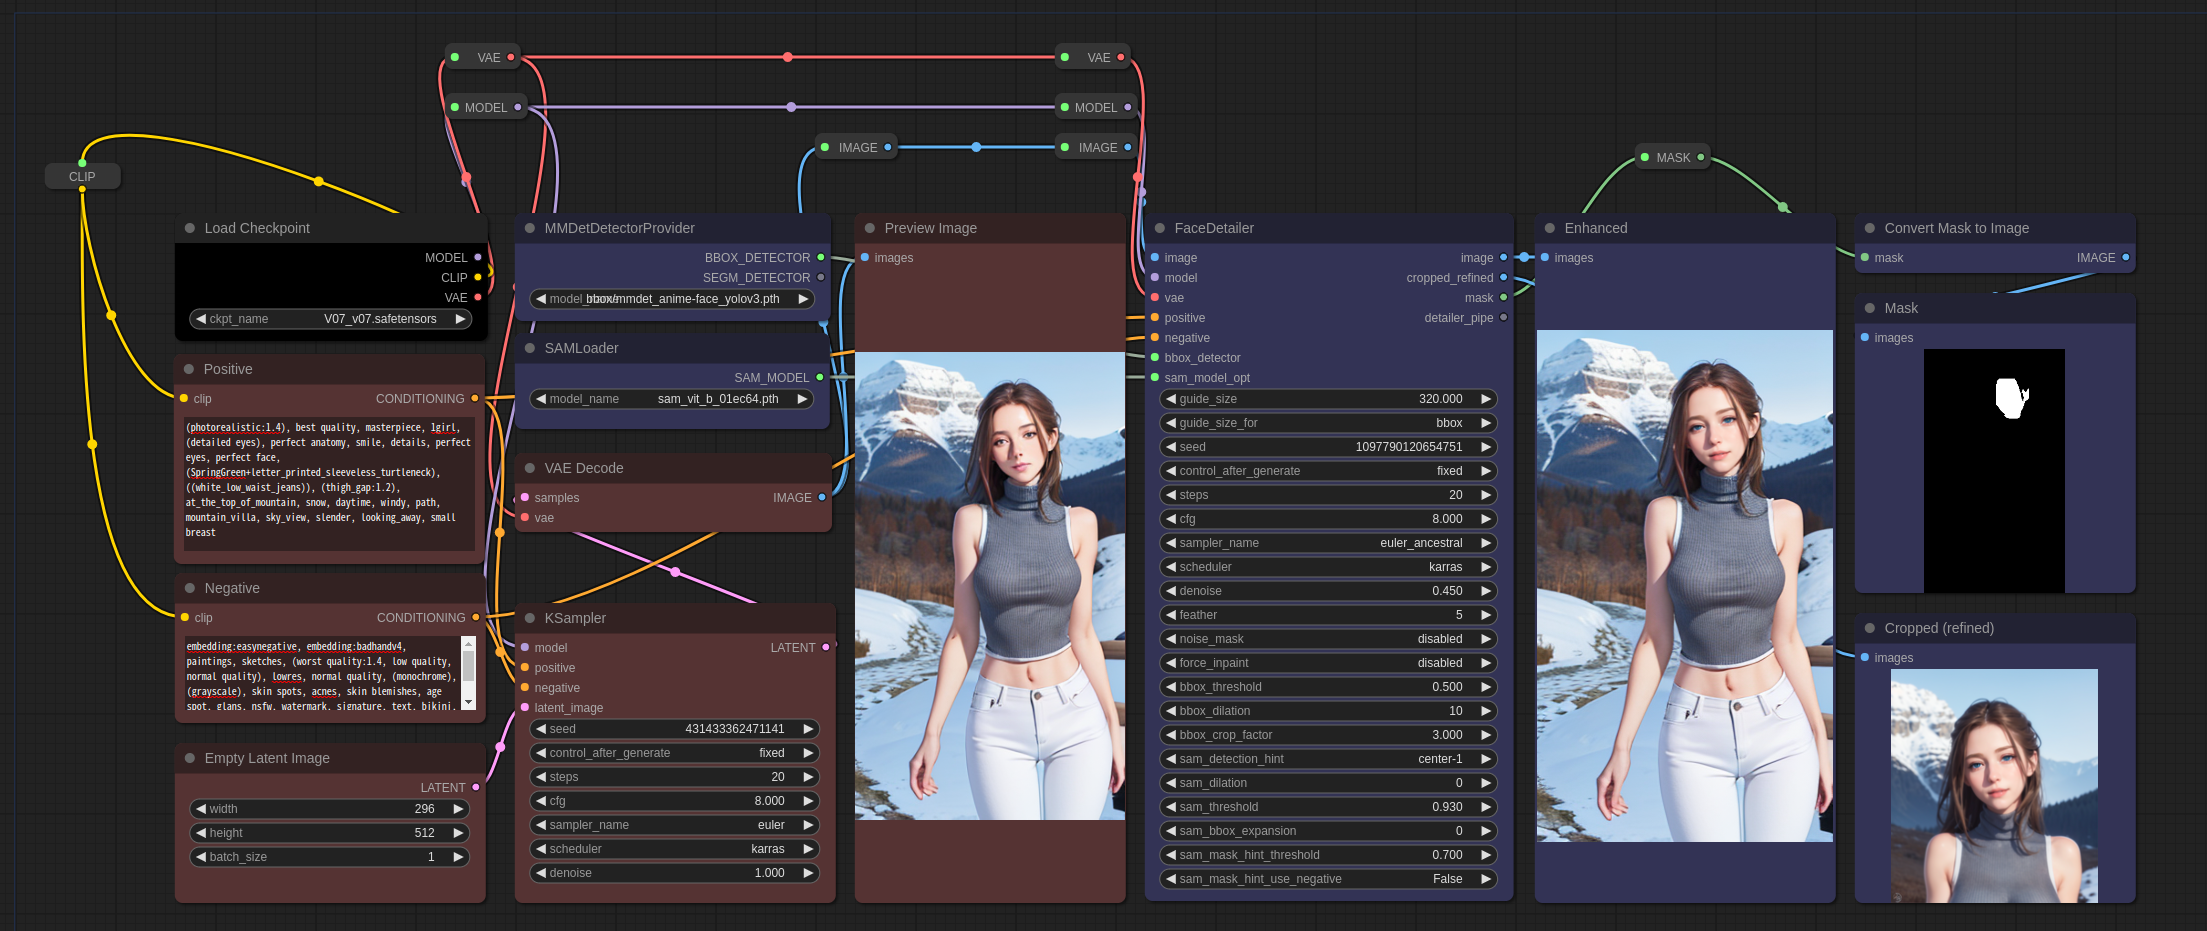 VAE
VAE
MODEL
MODEL
IMAGE
IMAGE
MASK
CLIP
Load Checkpoint
MODEL
CLIP
VAE
ckpt_name V07_v07.safetensors
Positive
clip CONDITIONING
(photorealistic:1.4), best quality, masterpiece, 1girl,
(detailed eyes), perfect anatomy, smile, details, perfect
eyes, perfect face,
(SpringGreen+letter_printed_sleeveless_turtleneck),
((white_low_waist_jeans)), (thigh_gap:1.2),
at_the_top_of_mountain, snow, daytime, windy, path,
mountain_villa, sky_view, slender, looking_away, small
breast
Negative
clip CONDITIONING
embedding:easynegative, embedding:badhandv4,
paintings, sketches, (worst quality:1.4, low quality,
normal quality), lowres, normal quality, (monochrome),
(grayscale), skin spots, acnes, skin blemishes, age
spot, glans, nsfw, watermark, signature, text, bikini,
Empty Latent Image
LATENT
width 296
height 512
batch_size 1
MMDetDetectorProvider
BBOX_DETECTOR
SEGM_DETECTOR
model_ bbox/mmdet_anime-face_yolov3.pth
SAMLoader
SAM_MODEL
model_name sam_vit_b_01ec64.pth
VAE Decode
samples IMAGE
vae
KSampler
model LATENT
positive
negative
latent_image
seed 431433362471141
control_after_generate fixed
steps 20
cfg 8.000
sampler_name euler
scheduler karras
denoise 1.000
Preview Image
images
FaceDetailer
image image
model cropped_refined
vae mask
positive detailer_pipe
negative
bbox_detector
sam_model_opt
guide_size 320.000
guide_size_for bbox
seed 1097790120654751
control_after_generate fixed
steps 20
cfg 8.000
sampler_name euler_ancestral
scheduler karras
denoise 0.450
feather 5
noise_mask disabled
force_inpaint disabled
bbox_threshold 0.500
bbox_dilation 10
bbox_crop_factor 3.000
sam_detection_hint center-1
sam_dilation 0
sam_threshold 0.930
sam_bbox_expansion 0
sam_mask_hint_threshold 0.700
sam_mask_hint_use_negative False
Enhanced
images
Convert Mask to Image
mask IMAGE
Mask
images
Cropped (refined)
images